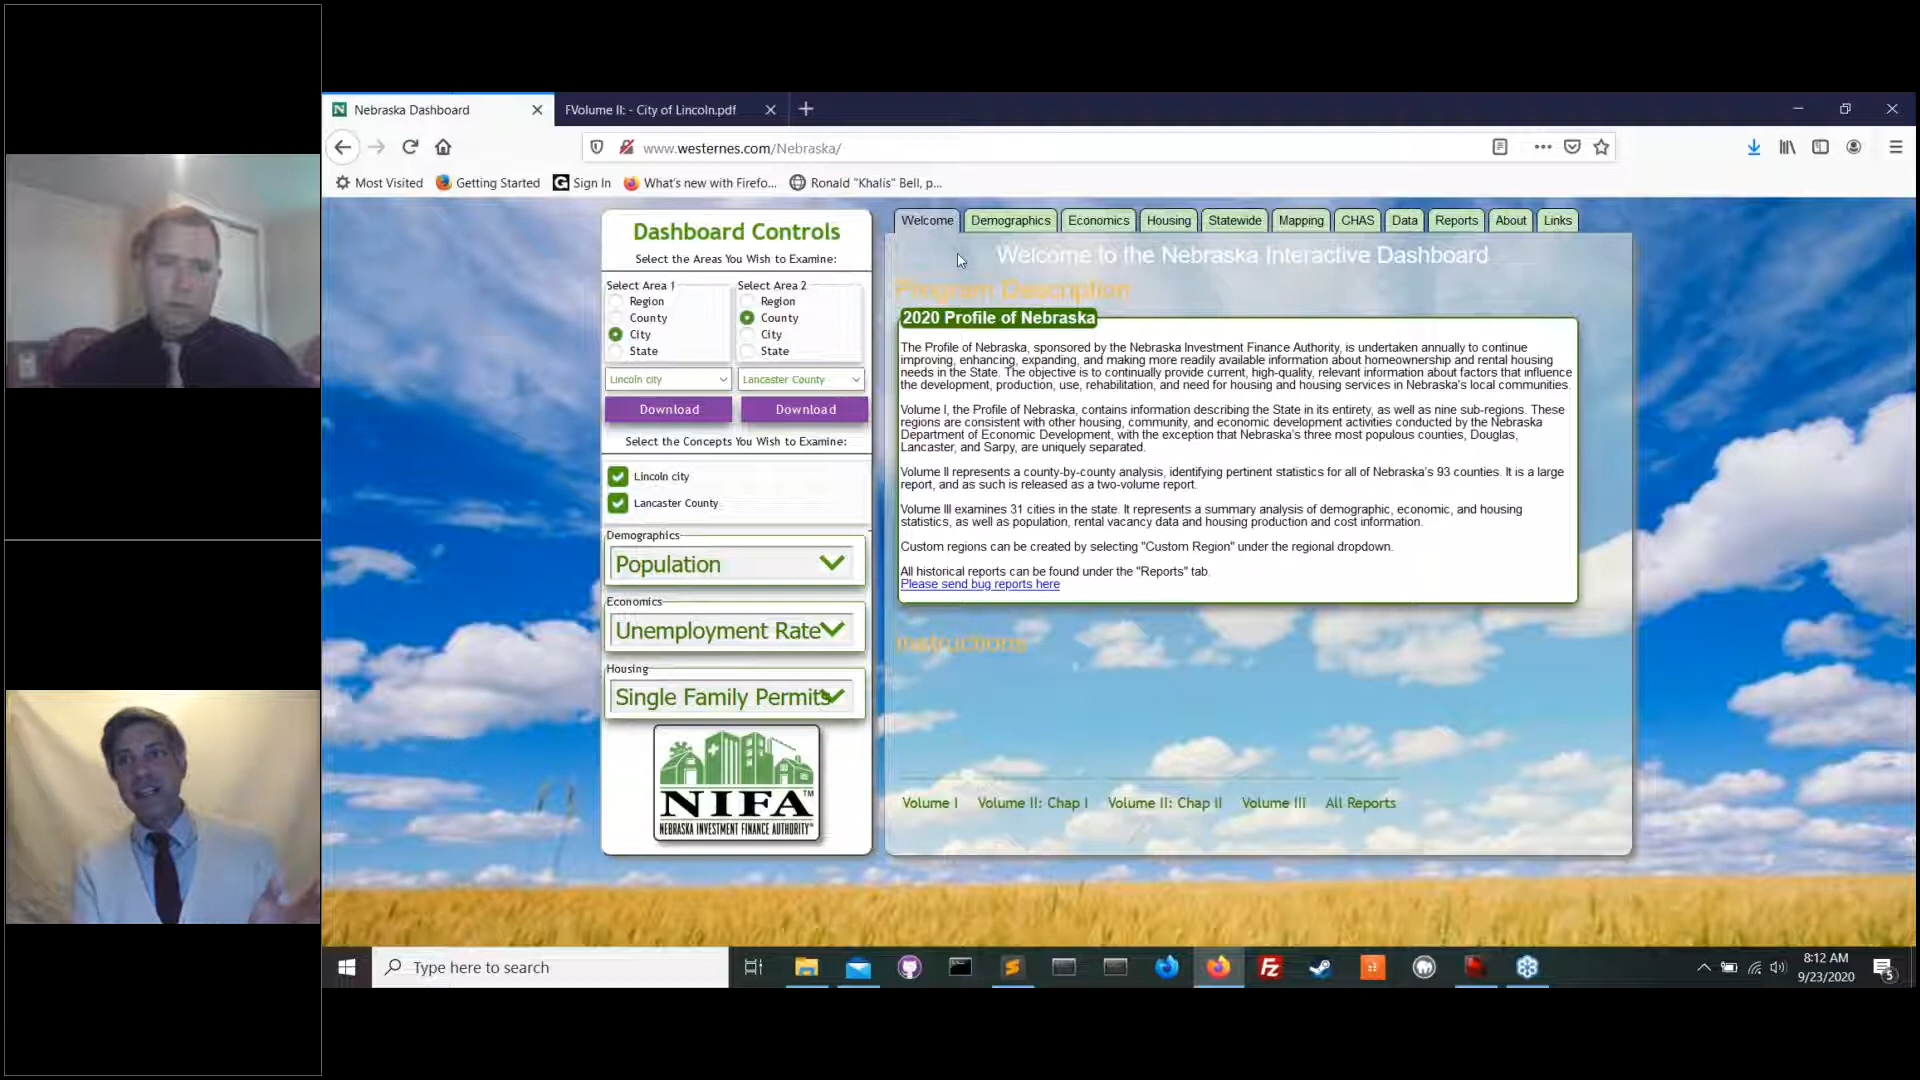 Nebraska Dashboard
FVolume II: - City of Lincoln.pdf
www.westernes.com/Nebraska/
Most Visited
Getting Started
Sign In
What's new with Firefo...
Ronald "Khalis" Bell, p...
Dashboard Controls
Select the Areas You Wish to Examine:
Select Area 1
Region
County
City
State
Lincoln city
Download
Select Area 2
Region
County
City
State
Lancaster County
Download
Select the Concepts You Wish to Examine:
Lincoln city
Lancaster County
Demographics
Population
Economics
Unemployment Rate
Housing
Single Family Permits
NIFA™
NEBRASKA INVESTMENT FINANCE AUTHORITY
Welcome
Demographics
Economics
Housing
Statewide
Mapping
CHAS
Data
Reports
About
Links
Welcome to the Nebraska Interactive Dashboard
Program Description
2020 Profile of Nebraska
The Profile of Nebraska, sponsored by the Nebraska Investment Finance Authority, is undertaken annually to continue
improving, enhancing, expanding, and making more readily available information about homeownership and rental housing
needs in the State. The objective is to continually provide current, high-quality, relevant information about factors that influence
the development, production, use, rehabilitation, and need for housing and housing services in Nebraska's local communities.
Volume I, the Profile of Nebraska, contains information describing the State in its entirety, as well as nine sub-regions. These
regions are consistent with other housing, community, and economic development activities conducted by the Nebraska
Department of Economic Development, with the exception that Nebraska's three most populous counties, Douglas,
Lancaster, and Sarpy, are uniquely separated.
Volume II represents a county-by-county analysis, identifying pertinent statistics for all of Nebraska's 93 counties. It is a large
report, and as such is released as a two-volume report.
Volume III examines 31 cities in the state. It represents a summary analysis of demographic, economic, and housing
statistics, as well as population, rental vacancy data and housing production and cost information.
Custom regions can be created by selecting "Custom Region" under the regional dropdown.
All historical reports can be found under the "Reports" tab.
Please send bug reports here
Instructions
Volume I
Volume II: Chap I
Volume II: Chap II
Volume III
All Reports
Type here to search
8:12 AM
9/23/2020
5